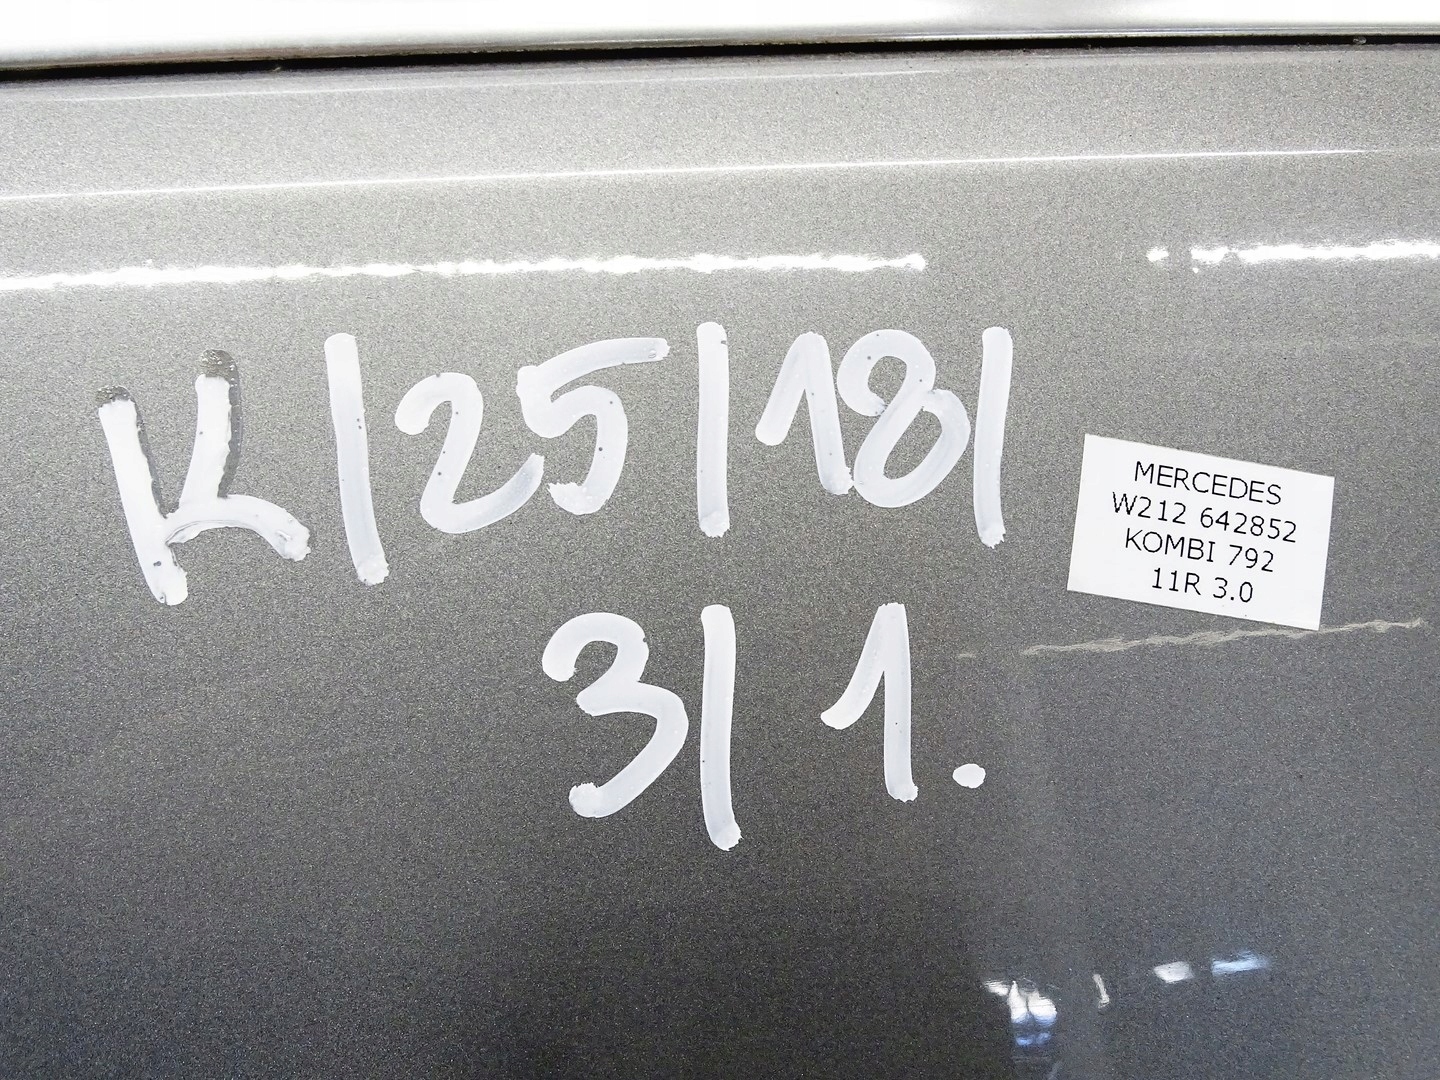 K/25/18/
3/1.
MERCEDES
W212 642852
KOMBI 792
11R 3.0